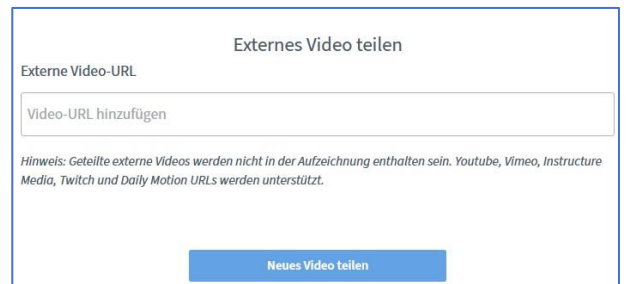 Externes Video teilen
Externe Video-URL
Video-URL hinzufügen
Hinweis: Geteilte externe Videos werden nicht in der Aufzeichnung enthalten sein. Youtube, Vimeo, Instructure
Media, Twitch und Daily Motion URLs werden unterstützt.
Neues Video teilen